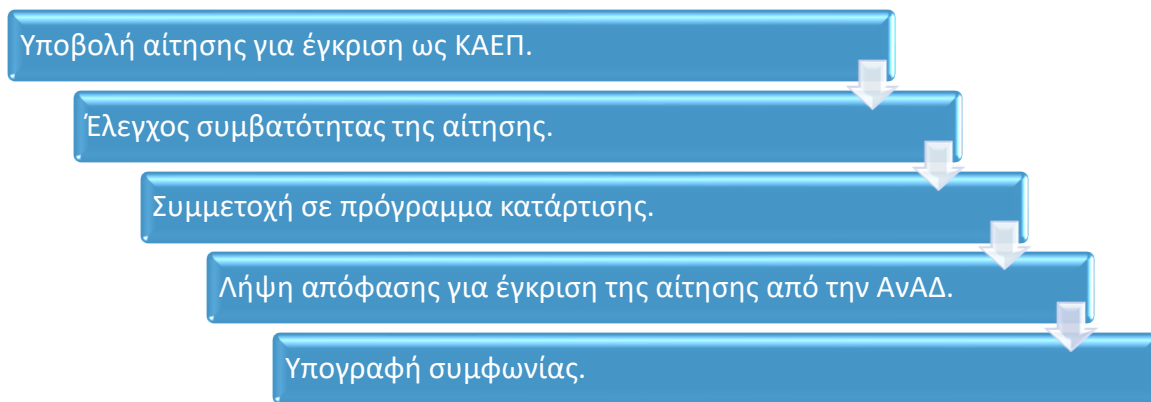 Υποβολή αίτησης για έγκριση ως ΚΑΕΠ.
Έλεγχος συμβατότητας της αίτησης.
Συμμετοχή σε πρόγραμμα κατάρτισης.
Λήψη απόφασης για έγκριση της αίτησης από την ΑνΑΔ.
Υπογραφή συμφωνίας.